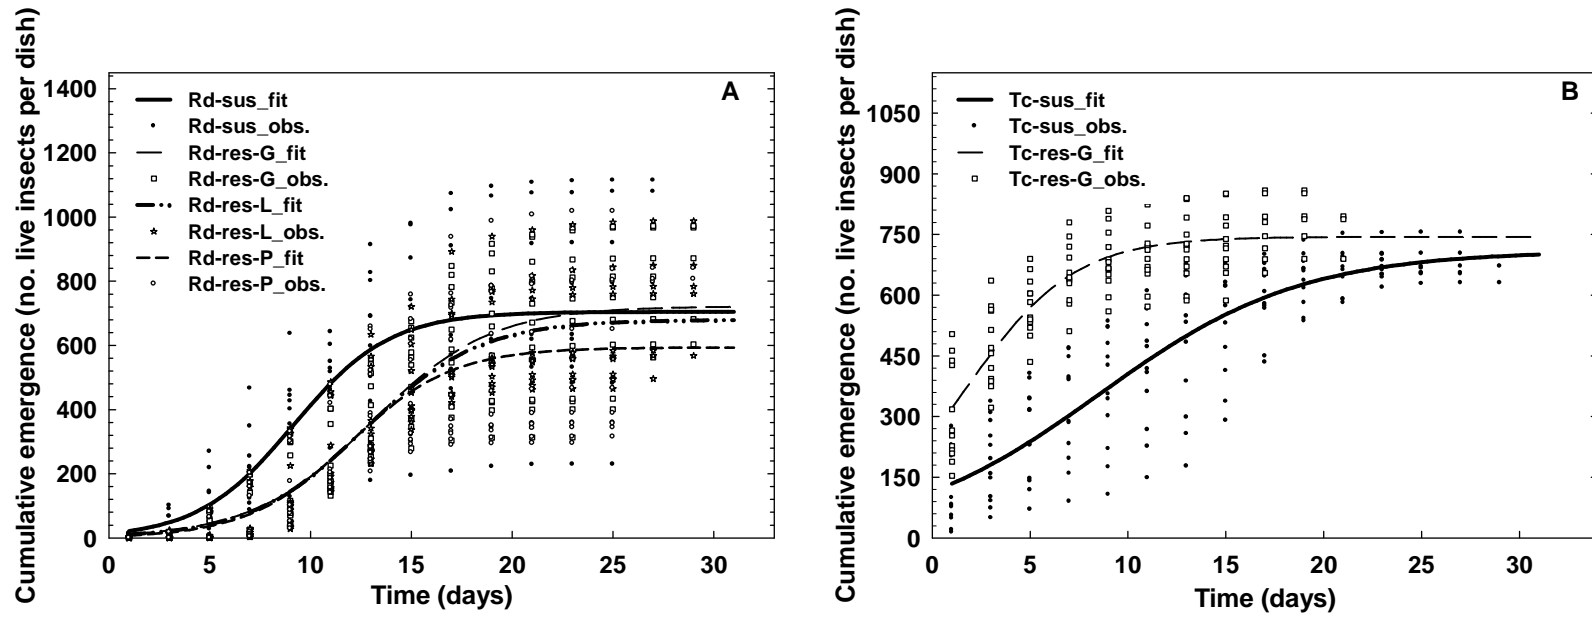 Cumulative emergence (no. live insects per dish)
1400
1200
1000
800
600
400
200
0
A
Rd-sus_fit
Rd-sus_obs.
Rd-res-G_fit
Rd-res-G_obs.
Rd-res-L_fit
Rd-res-L_obs.
Rd-res-P_fit
Rd-res-P_obs.
0 5 10 15 20 25 30
Time (days)
Cumulative emergence (no. live insects per dish)
1050
900
750
600
450
300
150
0
B
Tc-sus_fit
Tc-sus_obs.
Tc-res-G_fit
Tc-res-G_obs.
0 5 10 15 20 25 30
Time (days)